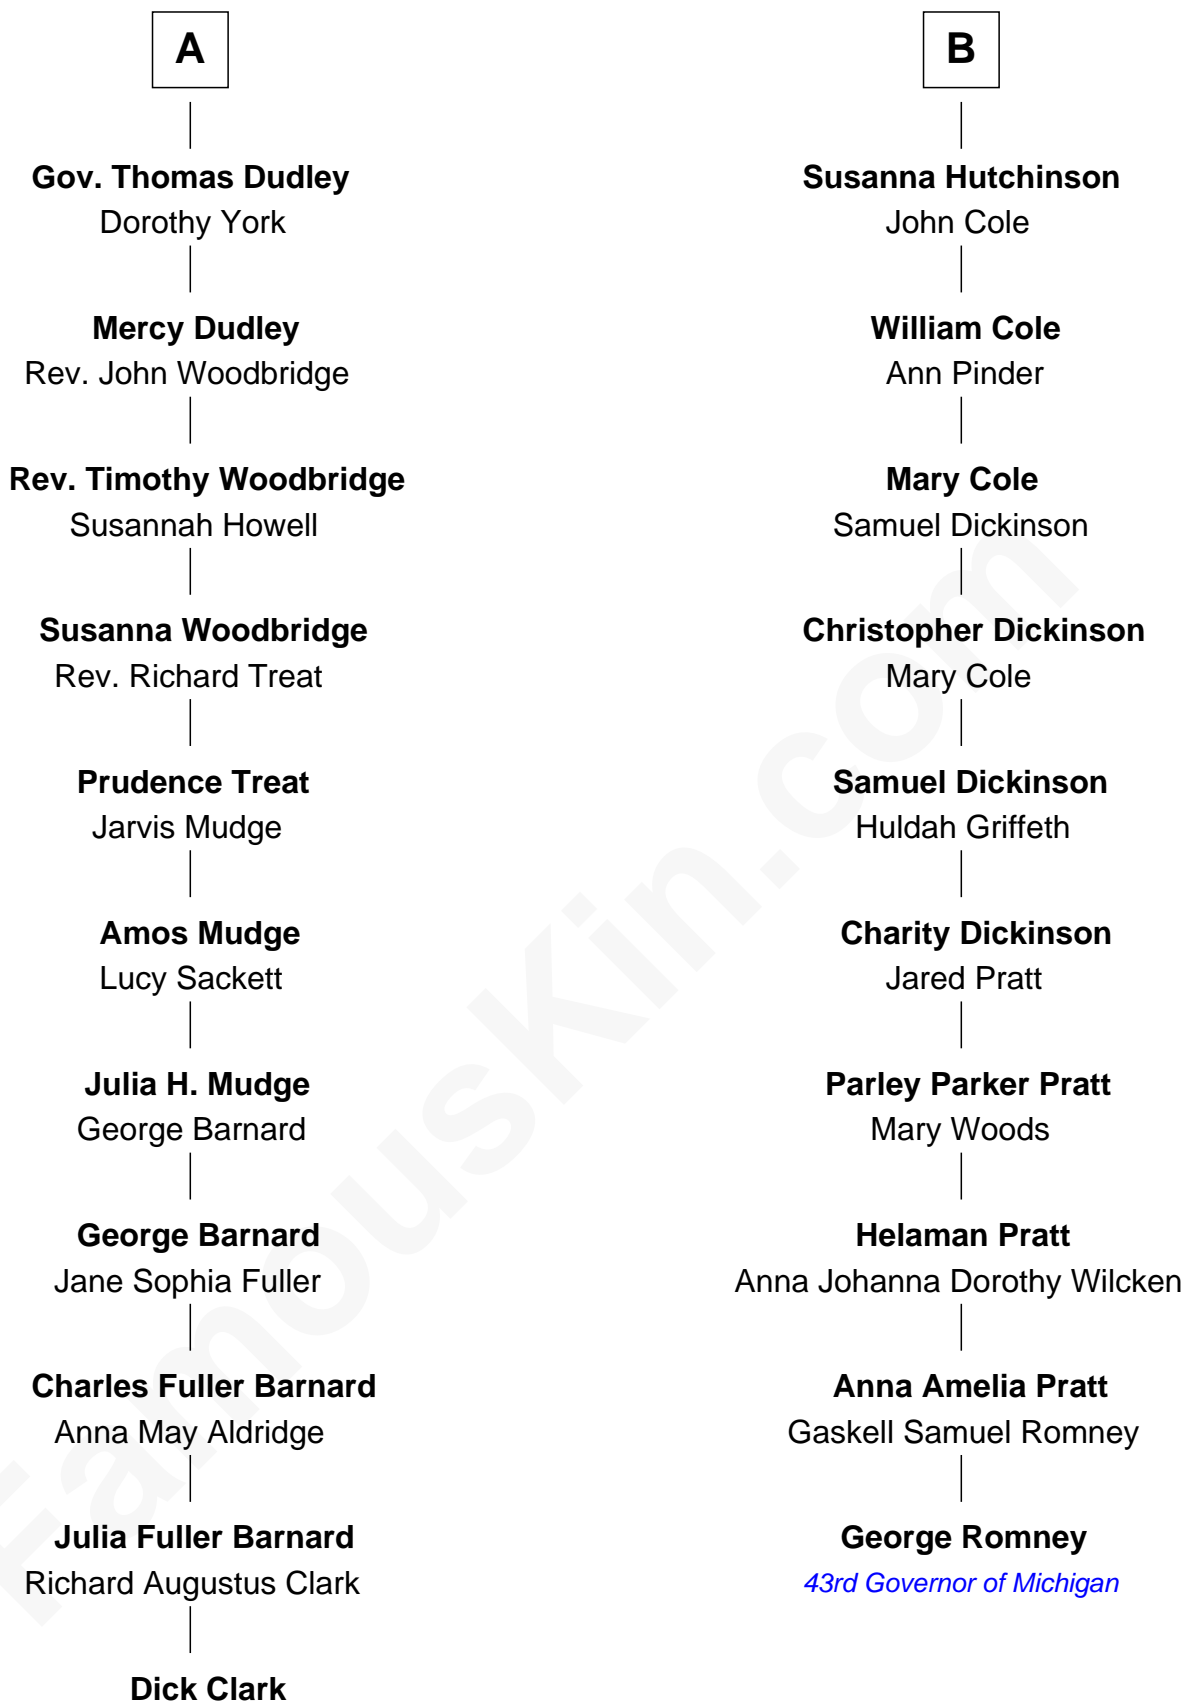 A
Gov. Thomas Dudley
Dorothy York
Mercy Dudley
Rev. John Woodbridge
Rev. Timothy Woodbridge
Susannah Howell
Susanna Woodbridge
Rev. Richard Treat
Prudence Treat
Jarvis Mudge
Amos Mudge
Lucy Sackett
Julia H. Mudge
George Barnard
George Barnard
Jane Sophia Fuller
Charles Fuller Barnard
Anna May Aldridge
Julia Fuller Barnard
Richard Augustus Clark
Dick Clark
B
Susanna Hutchinson
John Cole
William Cole
Ann Pinder
Mary Cole
Samuel Dickinson
Christopher Dickinson
Mary Cole
Samuel Dickinson
Huldah Griffeth
Charity Dickinson
Jared Pratt
Parley Parker Pratt
Mary Woods
Helaman Pratt
Anna Johanna Dorothy Wilcken
Anna Amelia Pratt
Gaskell Samuel Romney
George Romney
43rd Governor of Michigan
FamousKin.com